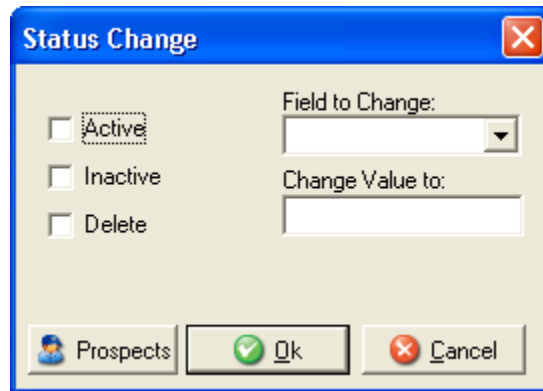 Status Change
Active
Inactive
Delete
Field to Change:
Change Value to:
Prospects
Ok
Cancel